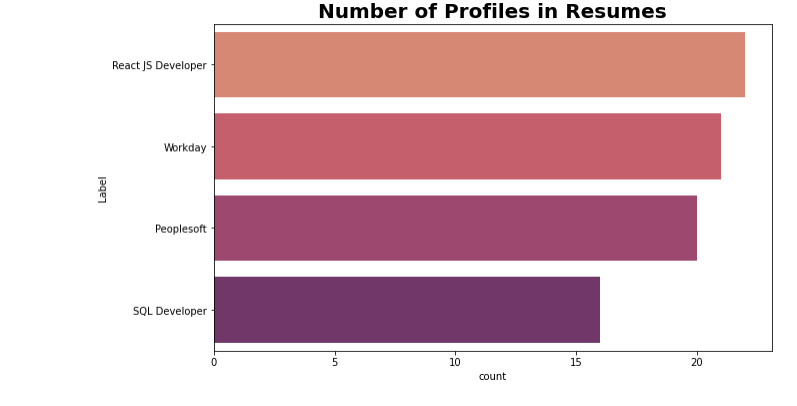 Number of Profiles in Resumes
React JS Developer
Workday
Peoplesoft
SQL Developer
Label
0 5 10 15 20
count